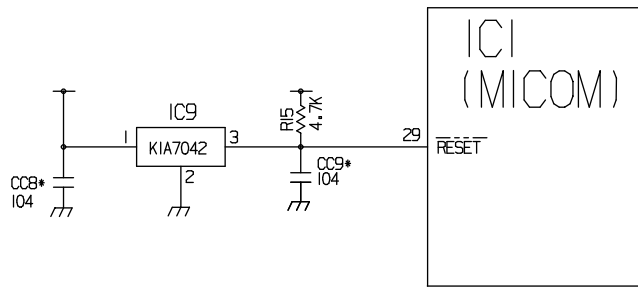 IC1
(MICOM)
IC9
R15
4.7K
1
KIA7042
3
29
RESET
2
CC8*
104
CC9*
104